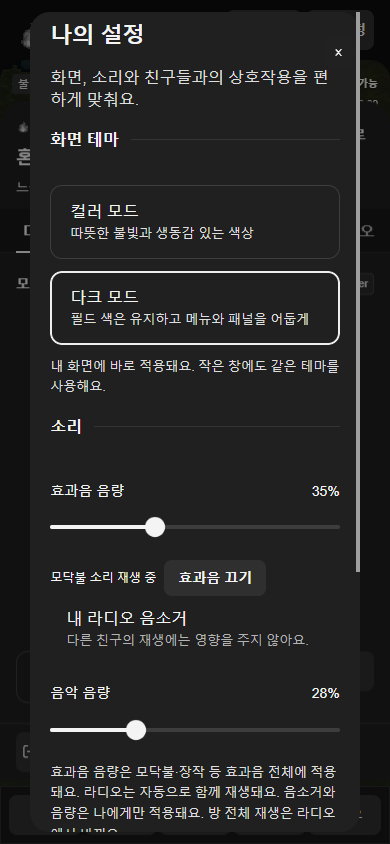 나의 설정
x
화면, 소리와 친구들과의 상호작용을 편
하게 맞춰요.
화면 테마
컬러 모드
따뜻한 불빛과 생동감 있는 색상
다크 모드
필드 색은 유지하고 메뉴와 패널을 어둡게
내 화면에 바로 적용돼요. 작은 창에도 같은 테마를
사용해요.
소리
효과음 음량
35%
모닥불 소리 재생 중
효과음 끄기
내 라디오 음소거
다른 친구의 재생에는 영향을 주지 않아요.
음악 음량
28%
효과음 음량은 모닥불·장작 등 효과음 전체에 적용
돼요. 라디오는 자동으로 함께 재생돼요. 음소거와
음량은 나에게만 적용돼요. 방 전체 재생은 라디오